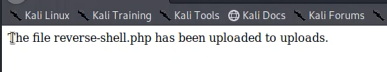 Kali Linux Kali Training Kali Tools Kali Docs Kali Forums
The file reverse-shell.php has been uploaded to uploads.